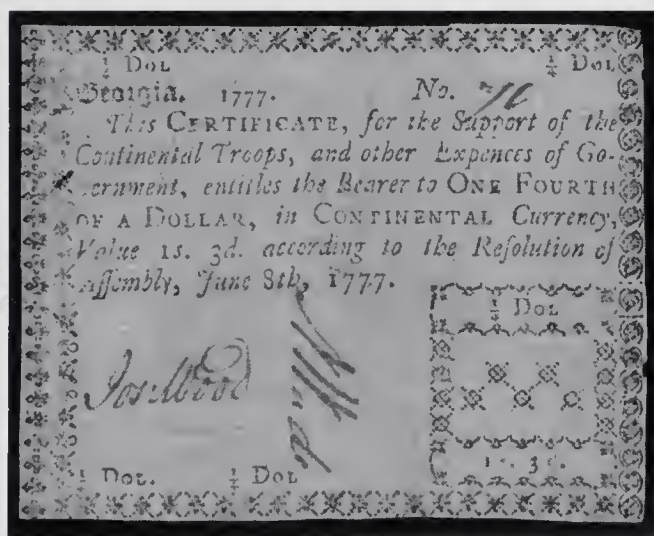 ¼ Dol ¼ Dol
Georgia. 1777. No.
This CERTIFICATE, for the Support of the
Continental Troops, and other Expences of Go-
vernment, entitles the Bearer to ONE FOURTH
OF A DOLLAR, in CONTINENTAL Currency,
Value 1s. 3d. according to the Reſolution of
Aſſembly, June 8th, 1777.
¼ Dol
Jos Wood
1s. 3d.
¼ Dol. ¼ Dol